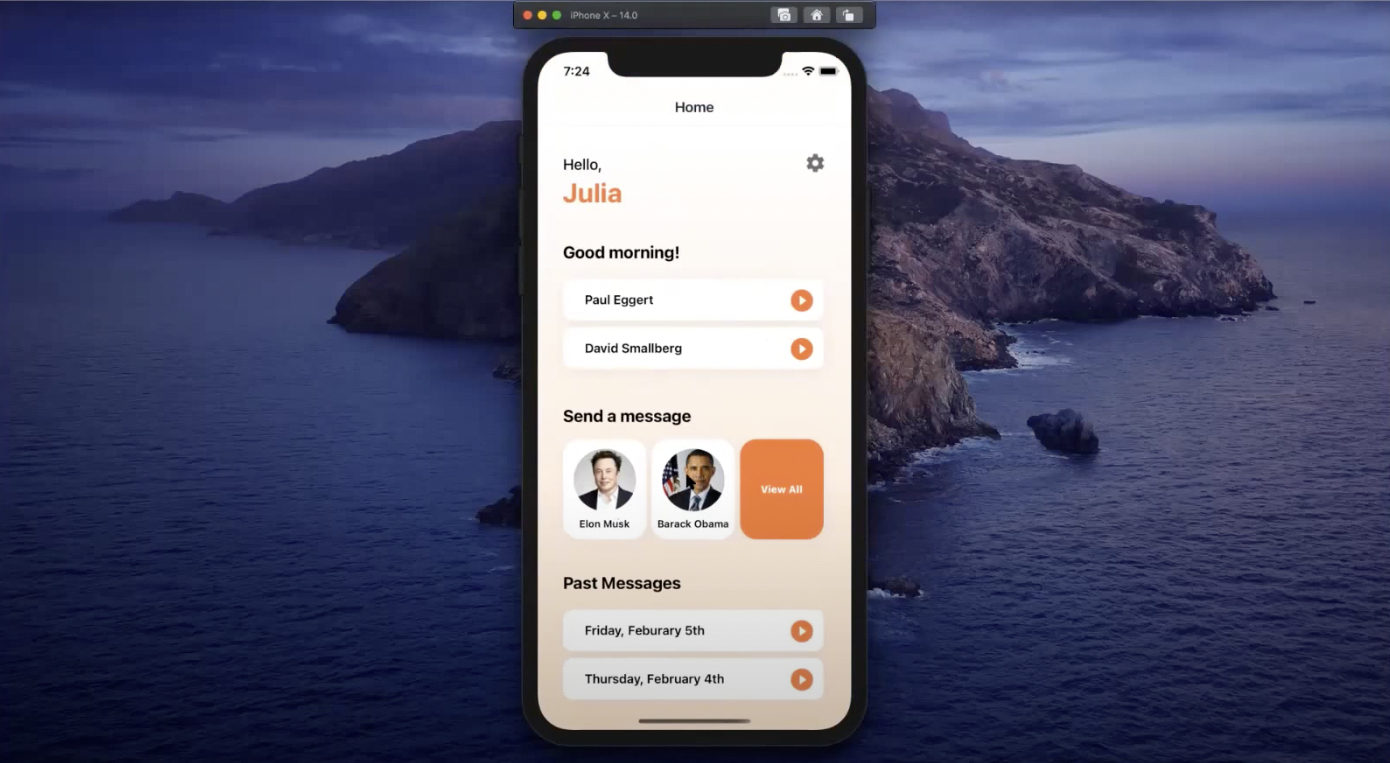 iPhone X – 14.0
7:24
Home
Hello,
Julia
Good morning!
Paul Eggert
David Smallberg
Send a message
Elon Musk
Barack Obama
View All
Past Messages
Friday, Feburary 5th
Thursday, February 4th